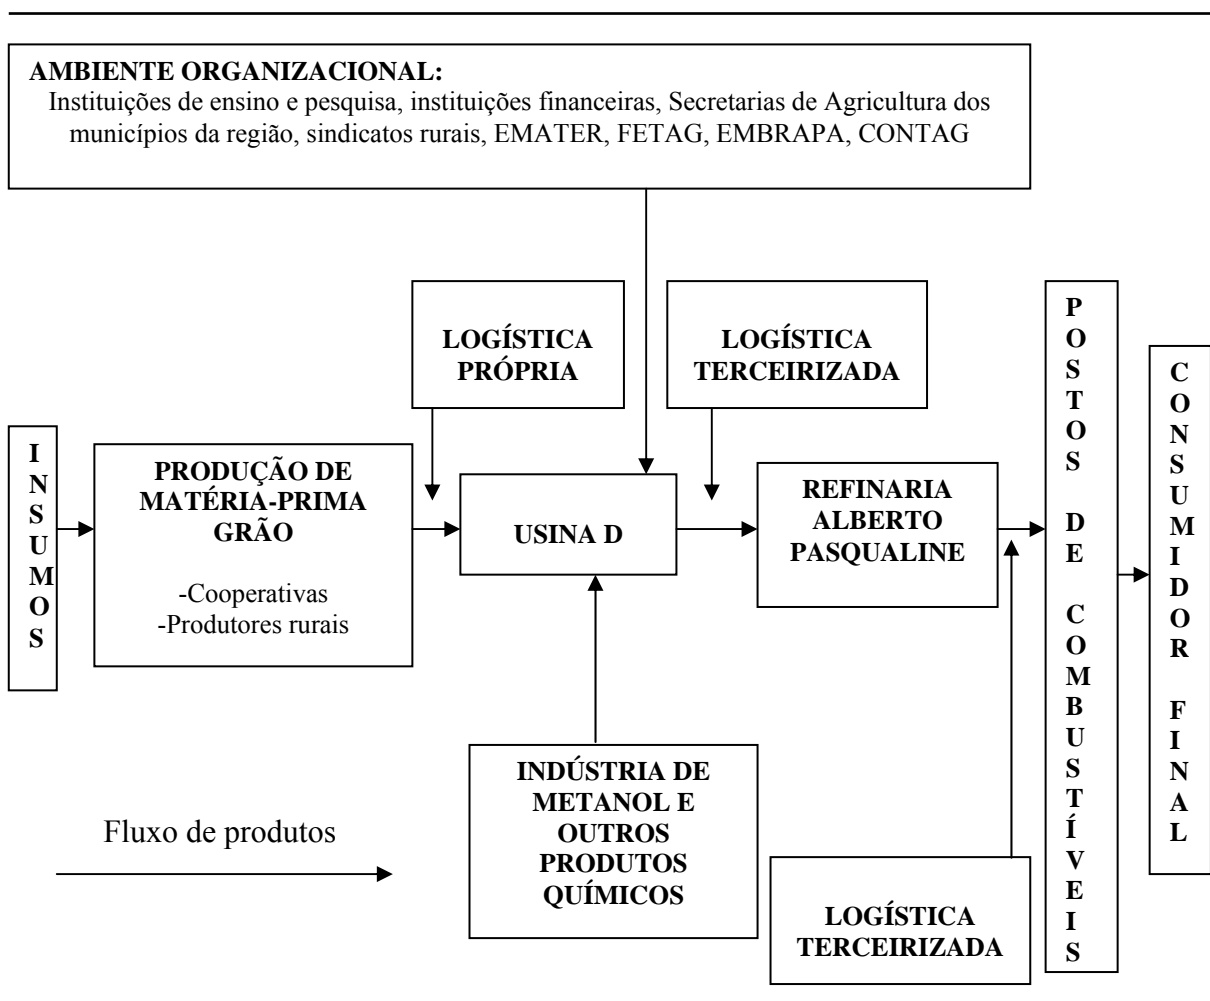 AMBIENTE ORGANIZACIONAL:
Instituições de ensino e pesquisa, instituições financeiras, Secretarias de Agricultura dos
municípios da região, sindicatos rurais, EMATER, FETAG, EMBRAPA, CONTAG
LOGÍSTICA
PRÓPRIA
LOGÍSTICA
TERCEIRIZADA
INSUMOS
PRODUÇÃO DE
MATÉRIA-PRIMA
GRÃO
-Cooperativas
-Produtores rurais
USINA D
REFINARIA
ALBERTO
PASQUALINE
POSTOS DE COMBUSTÍVEIS
CONSUMIDOR FINAL
INDÚSTRIA DE
METANOL E
OUTROS
PRODUTOS
QUÍMICOS
Fluxo de produtos
LOGÍSTICA
TERCEIRIZADA